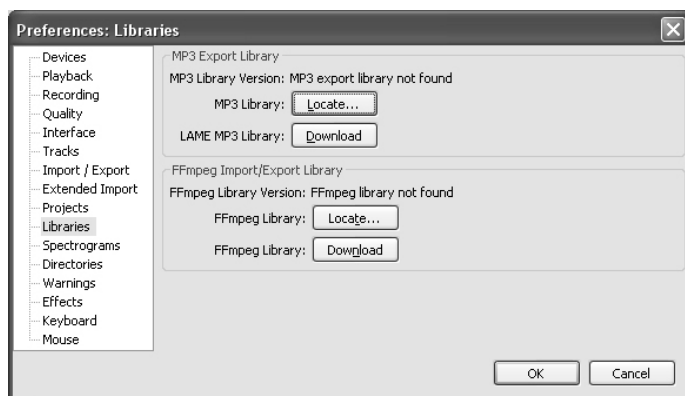 Preferences: Libraries
Devices
Playback
Recording
Quality
Interface
Tracks
Import / Export
Extended Import
Projects
Libraries
Spectrograms
Directories
Warnings
Effects
Keyboard
Mouse
MP3 Export Library
MP3 Library Version: MP3 export library not found
MP3 Library: Locate...
LAME MP3 Library: Download
FFmpeg Import/Export Library
FFmpeg Library Version: FFmpeg library not found
FFmpeg Library: Locate...
FFmpeg Library: Download
OK Cancel